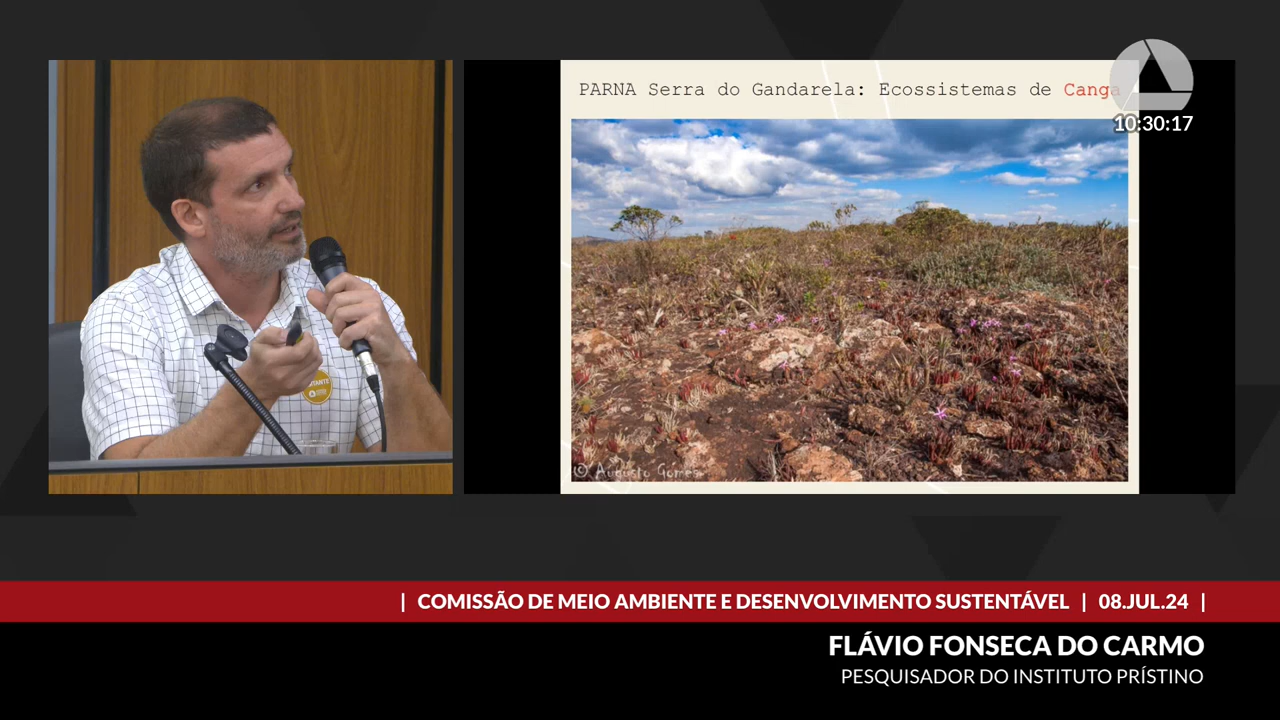 PARNA Serra do Gandarela: Ecossistemas de Canga
10:30:17
© Augusto Gomes
| COMISSÃO DE MEIO AMBIENTE E DESENVOLVIMENTO SUSTENTÁVEL | 08.JUL.24 |
FLÁVIO FONSECA DO CARMO
PESQUISADOR DO INSTITUTO PRÍSTINO